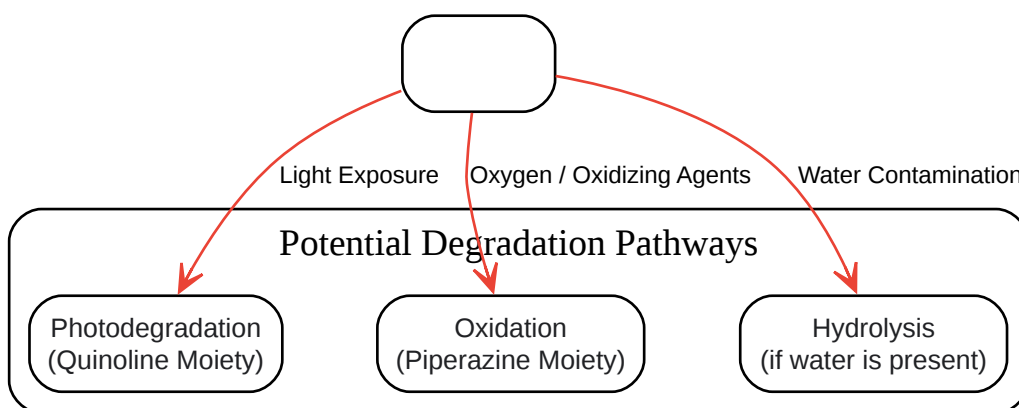 Light Exposure
Oxygen / Oxidizing Agents
Water Contamination
Potential Degradation Pathways
Photodegradation
(Quinoline Moiety)
Oxidation
(Piperazine Moiety)
Hydrolysis
(if water is present)